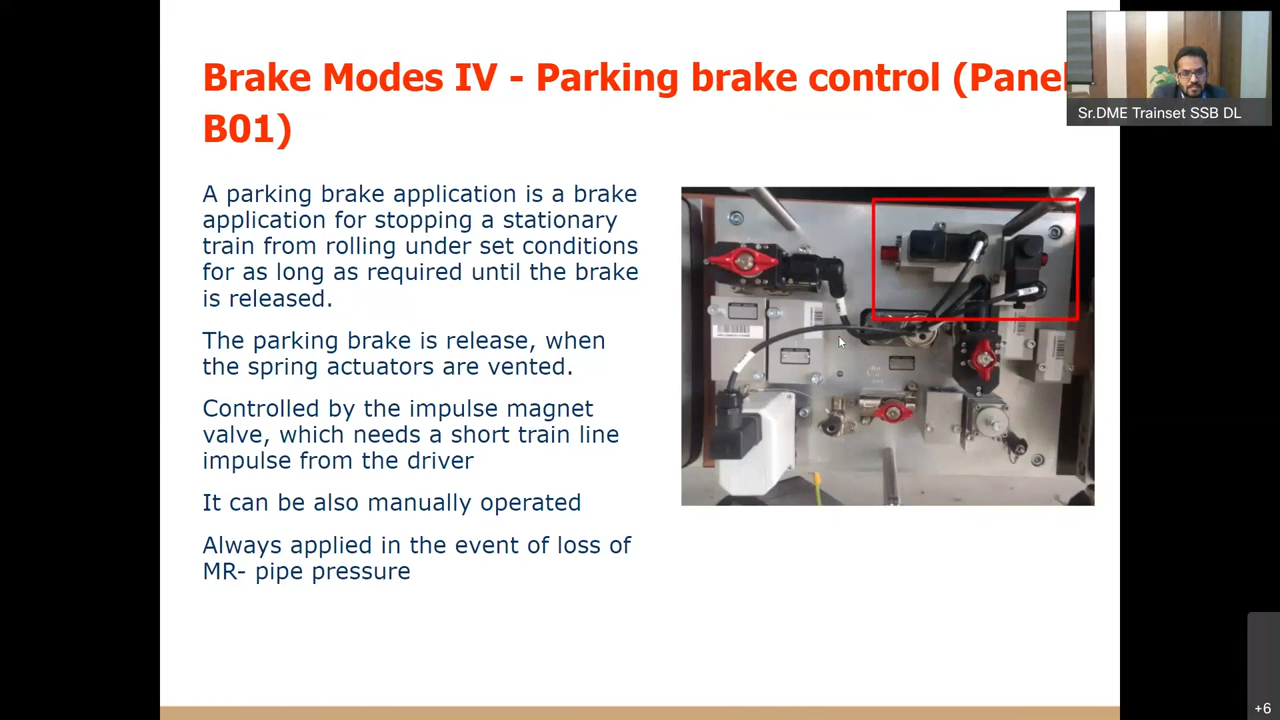 Brake Modes IV - Parking brake control (Panel
B01)
Sr.DME Trainset SSB DL
A parking brake application is a brake
application for stopping a stationary
train from rolling under set conditions
for as long as required until the brake
is released.
The parking brake is release, when
the spring actuators are vented.
Controlled by the impulse magnet
valve, which needs a short train line
impulse from the driver
It can be also manually operated
Always applied in the event of loss of
MR- pipe pressure
+6